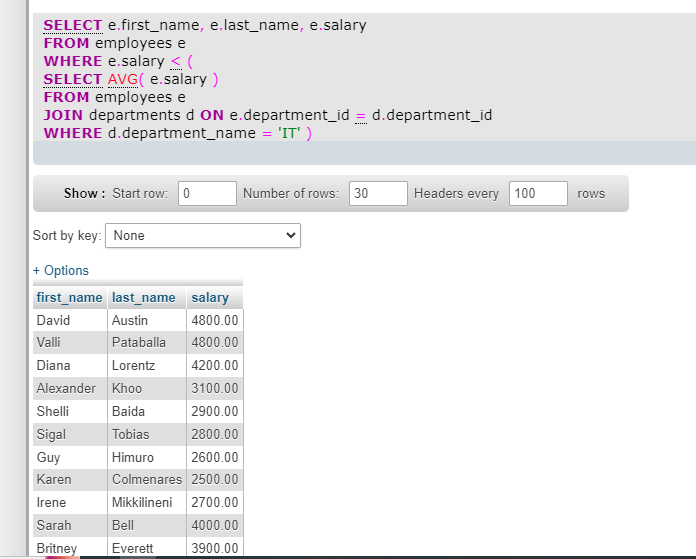 SELECT e.first_name, e.last_name, e.salary
FROM employees e
WHERE e.salary < (
SELECT AVG( e.salary )
FROM employees e
JOIN departments d ON e.department_id = d.department_id
WHERE d.department_name = 'IT' )
Show : Start row: 0 Number of rows: 30 Headers every 100 rows
Sort by key: None
+ Options
first_name last_name salary
David Austin 4800.00
Valli Pataballa 4800.00
Diana Lorentz 4200.00
Alexander Khoo 3100.00
Shelli Baida 2900.00
Sigal Tobias 2800.00
Guy Himuro 2600.00
Karen Colmenares 2500.00
Irene Mikkilineni 2700.00
Sarah Bell 4000.00
Britney Everett 3900.00